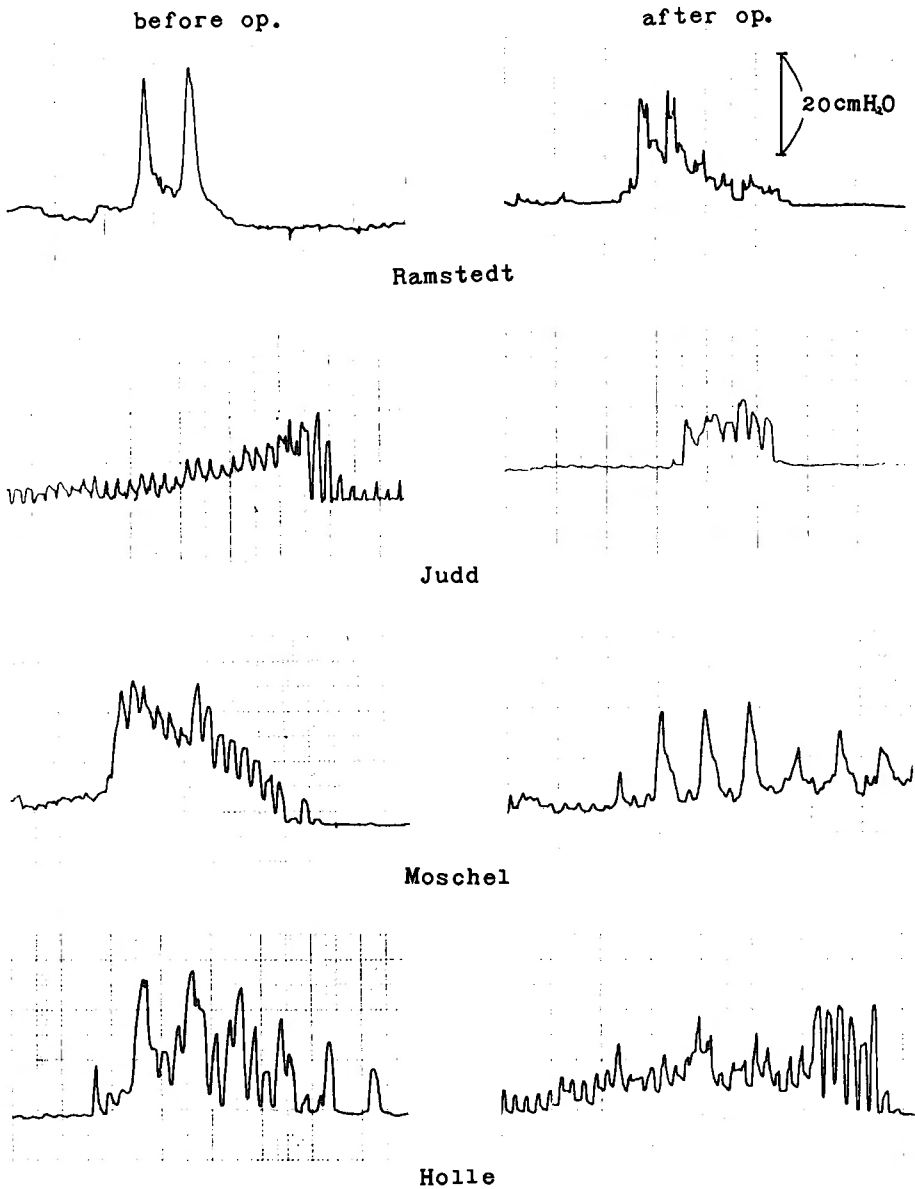 before op.
after op.
20cmH₂O
Ramstedt
Judd
Moschel
Holle